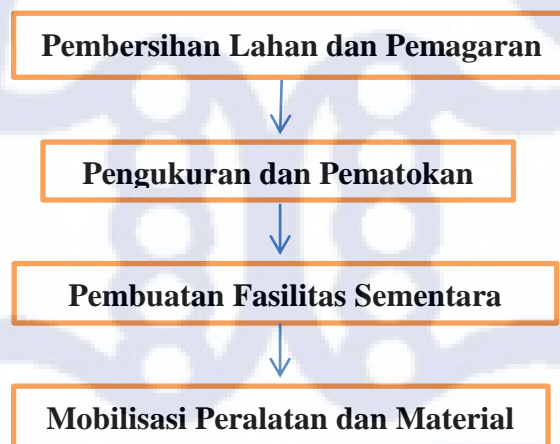 Pembersihan Lahan dan Pemagaran
Pengukuran dan Pematokan
Pembuatan Fasilitas Sementara
Mobilisasi Peralatan dan Material